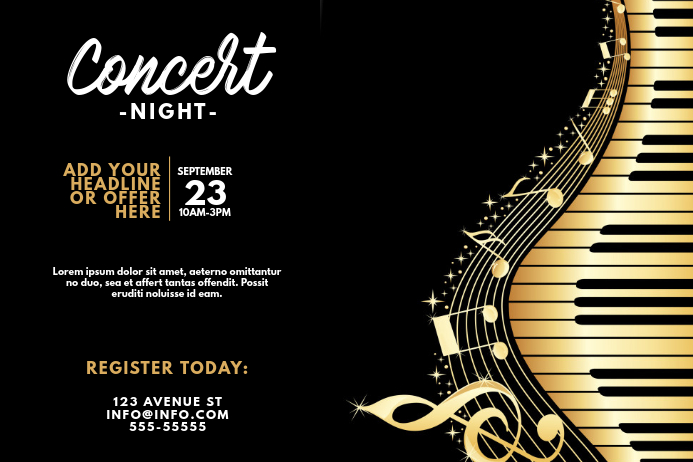 Concert
-NIGHT-
ADD YOUR
HEADLINE
OR OFFER
HERE
SEPTEMBER
23
10AM-3PM
Lorem ipsum dolor sit amet, aeterno omittantur
no duo, sea et affert tantas offendit. Possit
eruditi noluisse id eam.
REGISTER TODAY:
123 AVENUE ST
INFO@INFO.COM
555-55555